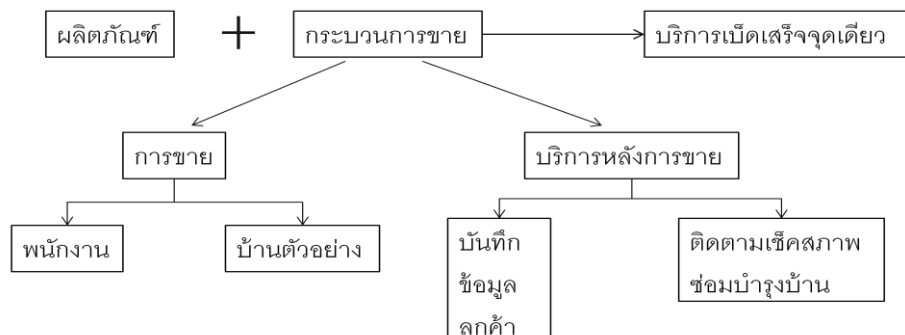 ผลิตภัณฑ์ + กระบวนการขาย บริการเบ็ดเสร็จจุดเดียว
การขาย บริการหลังการขาย
พนักงาน บ้านตัวอย่าง
บันทึก
ข้อมูล
ลูกค้า
ติดตามเช็คสภาพ
ซ่อมบำรุงบ้าน